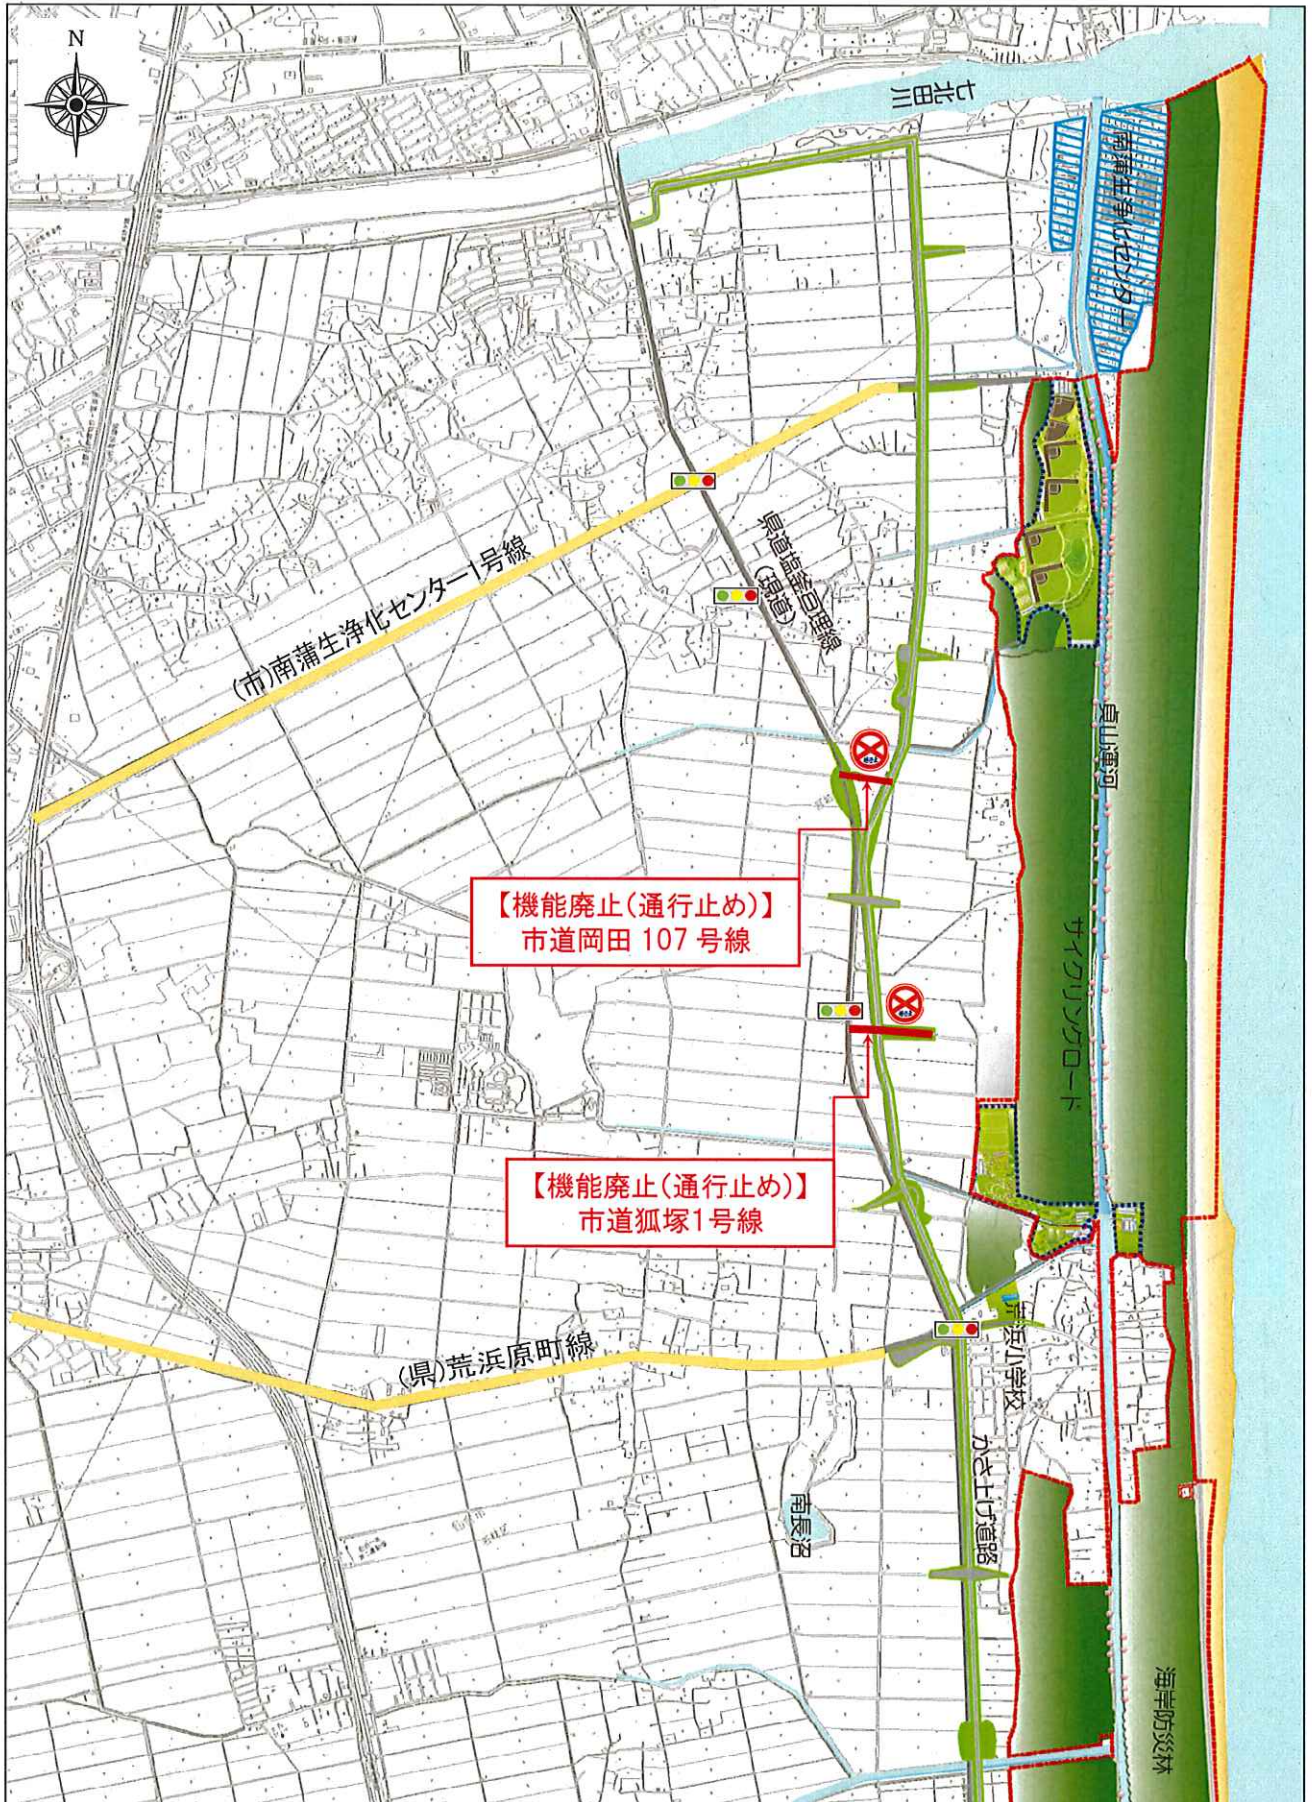 N
七北田川
南蒲生浄化センター
県道塩釜亘理線
(現道)
(市)南蒲生浄化センター1号線
貞山運河
【機能廃止(通行止め)】
市道岡田 107 号線
サイクリングロード
【機能廃止(通行止め)】
市道狐塚1号線
荒浜小学校
(県)荒浜原町線
かさ上げ道路
南長沼
海岸防災林